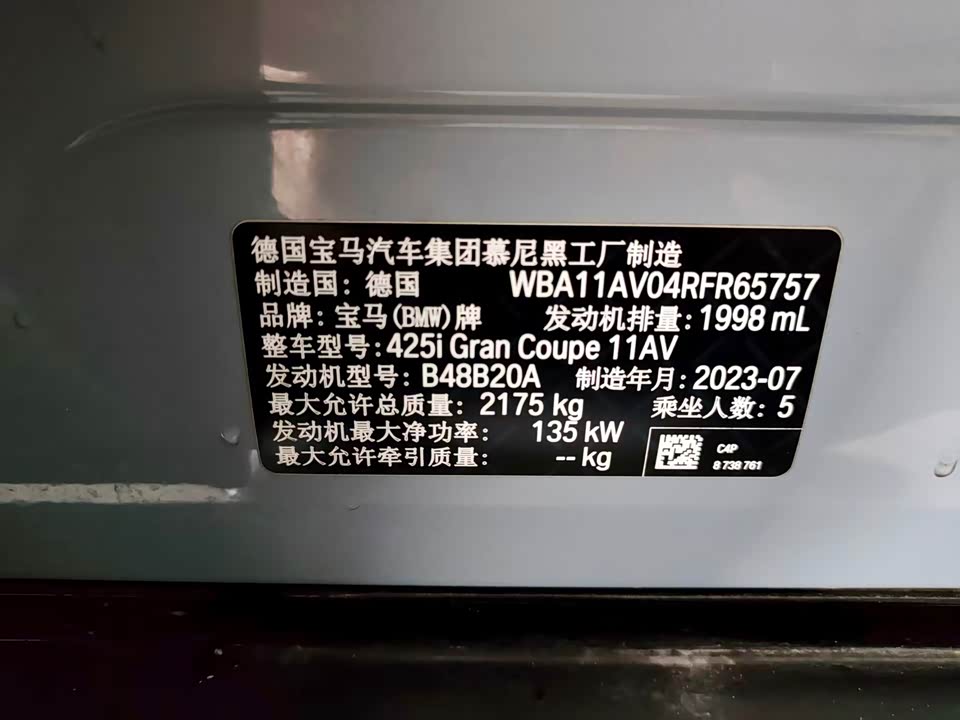 德国宝马汽车集团慕尼黑工厂制造
制造国：德国 WBA11AV04RFR65757
品牌：宝马(BMW)牌 发动机排量：1998 mL
整车型号：425i Gran Coupe 11AV
发动机型号：B48B20A 制造年月：2023-07
最大允许总质量：2175 kg 乘坐人数：5
发动机最大净功率：135 kW
最大允许牵引质量：-- kg
C4P
8 738 761